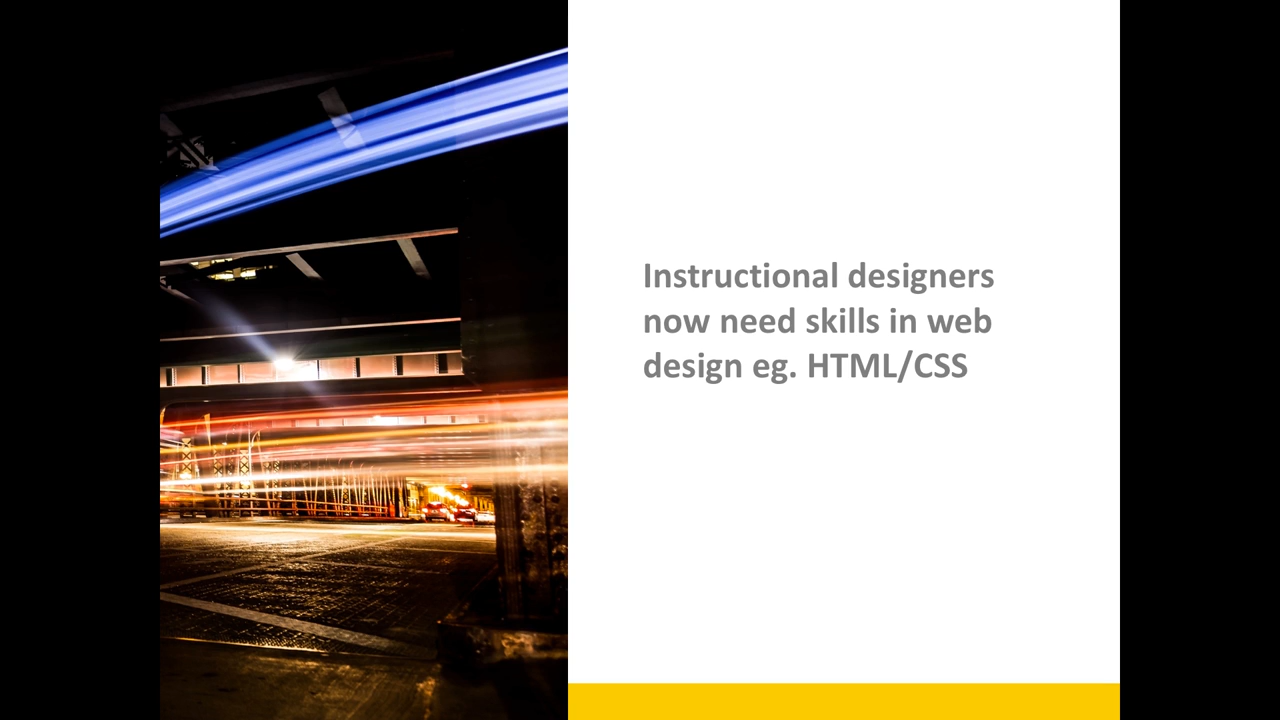 Instructional designers
now need skills in web
design eg. HTML/CSS